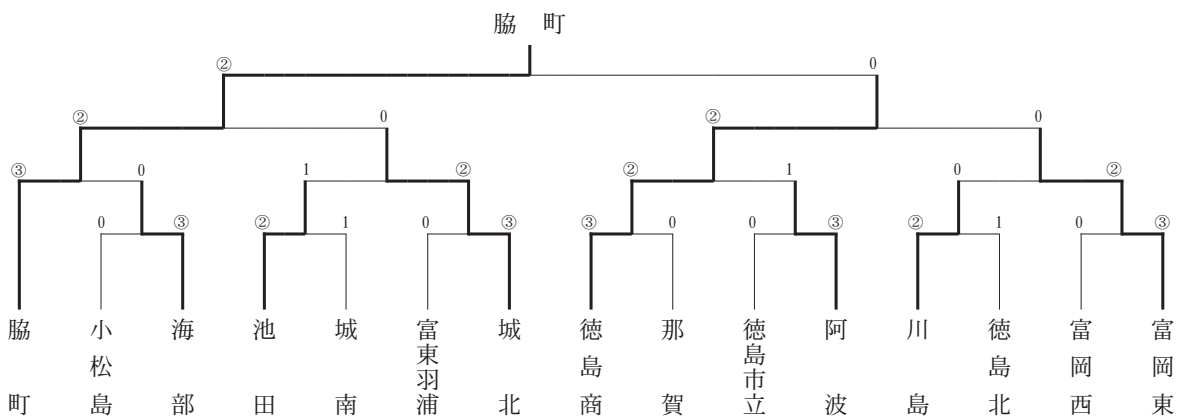 脇町
② 0
② 0 ② 0
③ 0 1 ② ② 1 0 ②
0 ③ ② 1 0 ③ ③ 0 0 ③ ② 1 0 ③
脇町 小松島 海部 池田 城南 富東羽浦 城北 徳島商 那賀 徳島市立 阿波 川島 徳島北 富岡西 富岡東